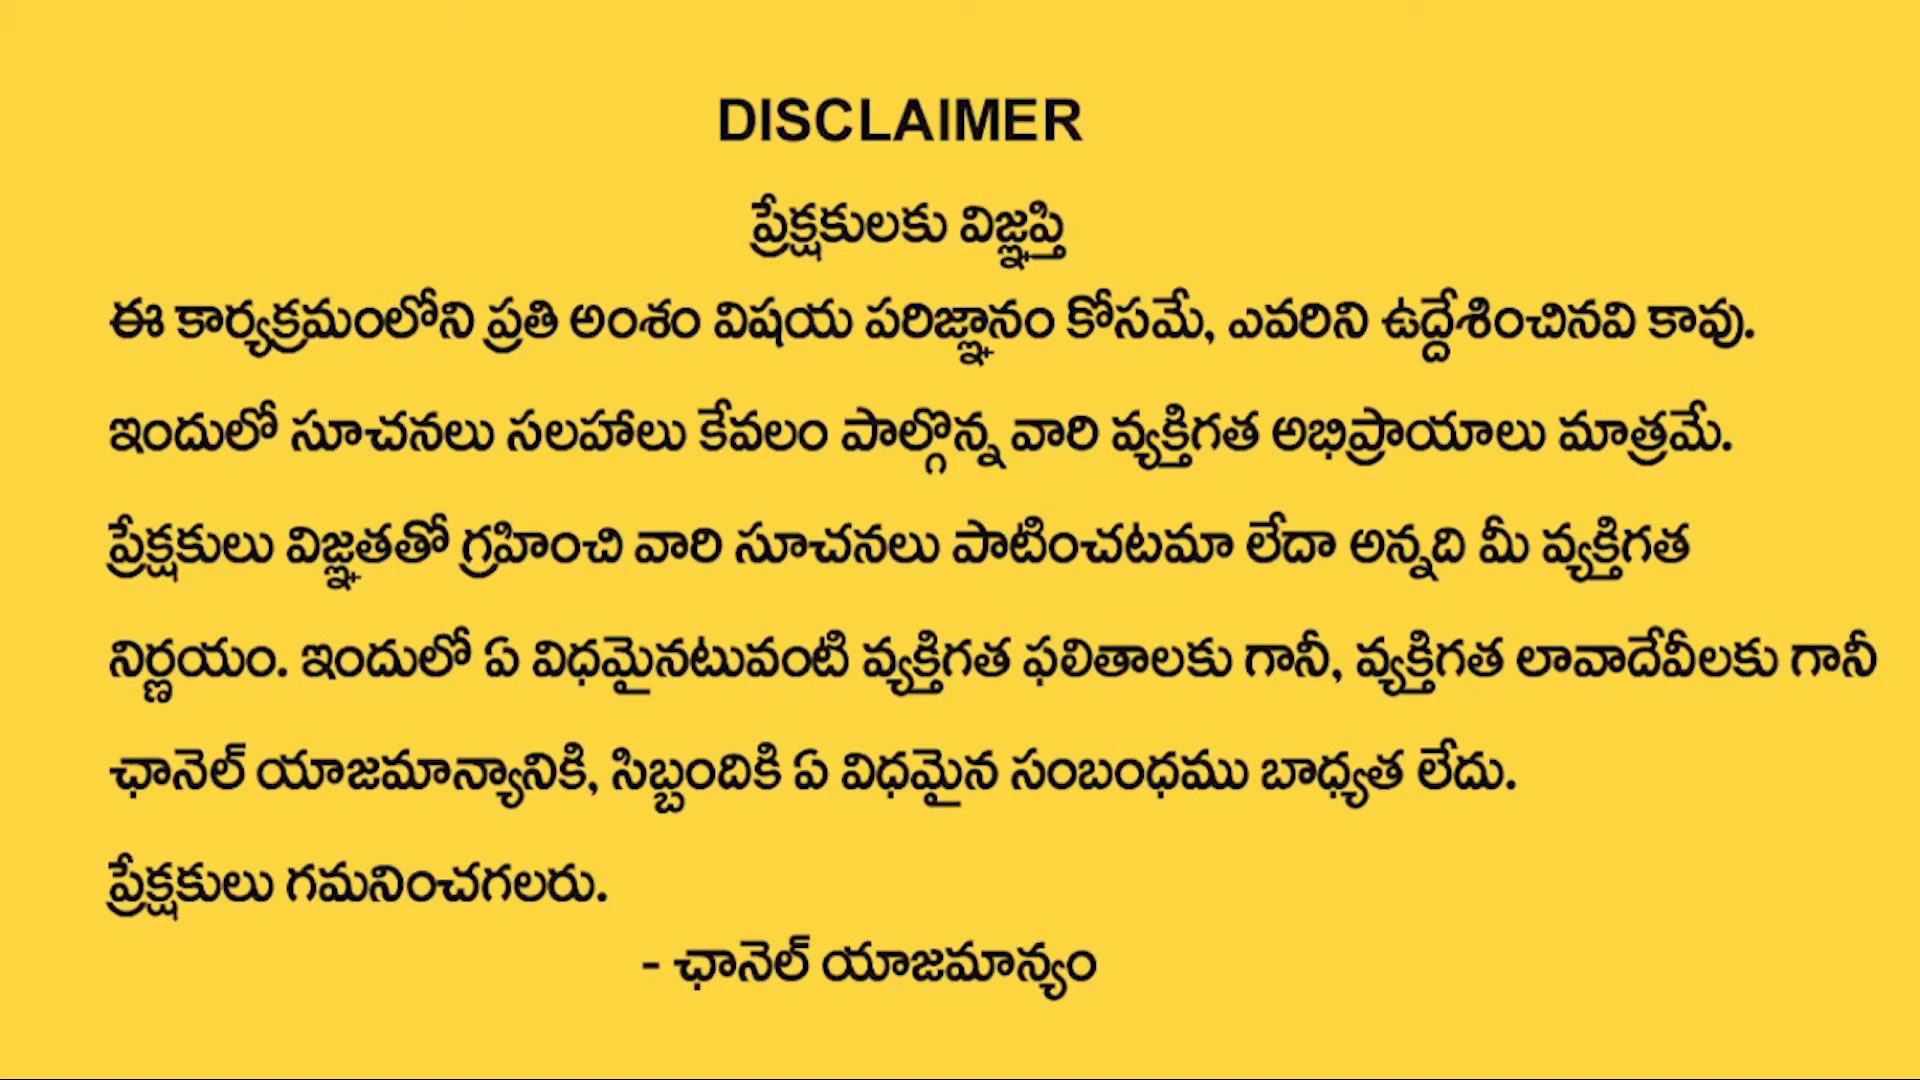 DISCLAIMER
ప్రేక్షకులకు విజ్ఞప్తి
ఈ కార్యక్రమంలోని ప్రతి అంశం విషయ పరిజ్ఞానం కోసమే, ఎవరిని ఉద్దేశించినవి కావు.
ఇందులో సూచనలు సలహాలు కేవలం పాల్గొన్న వారి వ్యక్తిగత అభిప్రాయాలు మాత్రమే.
ప్రేక్షకులు విజ్ఞతతో గ్రహించి వారి సూచనలు పాటించటమా లేదా అన్నది మీ వ్యక్తిగత
నిర్ణయం. ఇందులో ఏ విధమైనటువంటి వ్యక్తిగత ఫలితాలకు గానీ, వ్యక్తిగత లావాదేవీలకు గానీ
ఛానెల్ యాజమాన్యానికి, సిబ్బందికి ఏ విధమైన సంబంధము బాధ్యత లేదు.
ప్రేక్షకులు గమనించగలరు.
- ఛానెల్ యాజమాన్యం